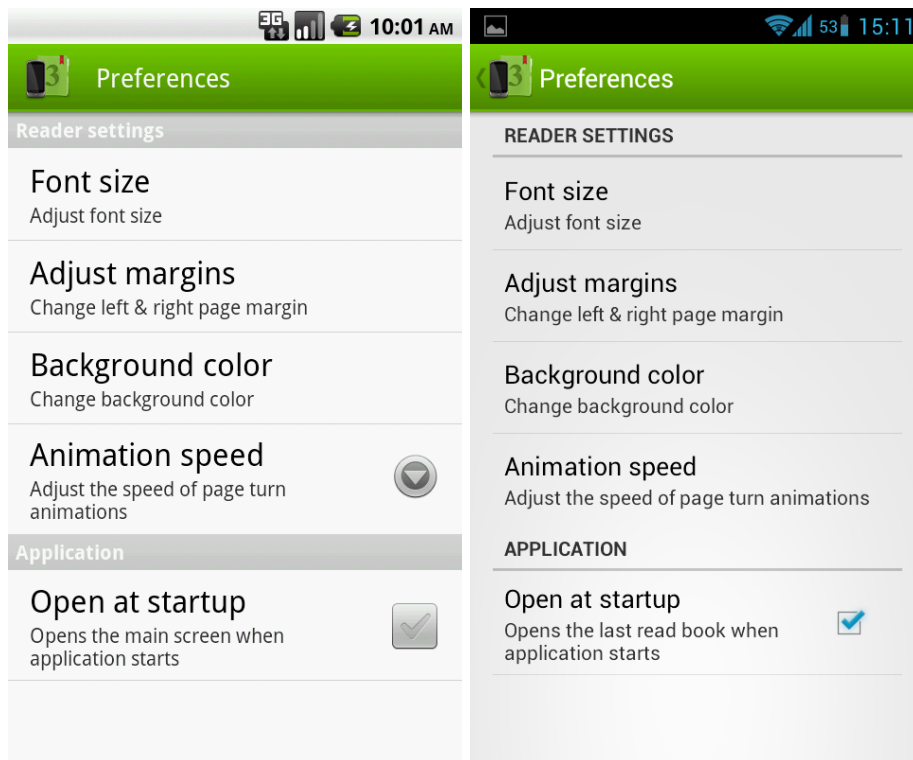 3G 10:01 AM
3 Preferences
Reader settings
Font size
Adjust font size
Adjust margins
Change left & right page margin
Background color
Change background color
Animation speed
Adjust the speed of page turn
animations
Application
Open at startup
Opens the main screen when
application starts
53 15:11
3 Preferences
READER SETTINGS
Font size
Adjust font size
Adjust margins
Change left & right page margin
Background color
Change background color
Animation speed
Adjust the speed of page turn animations
APPLICATION
Open at startup
Opens the last read book when
application starts